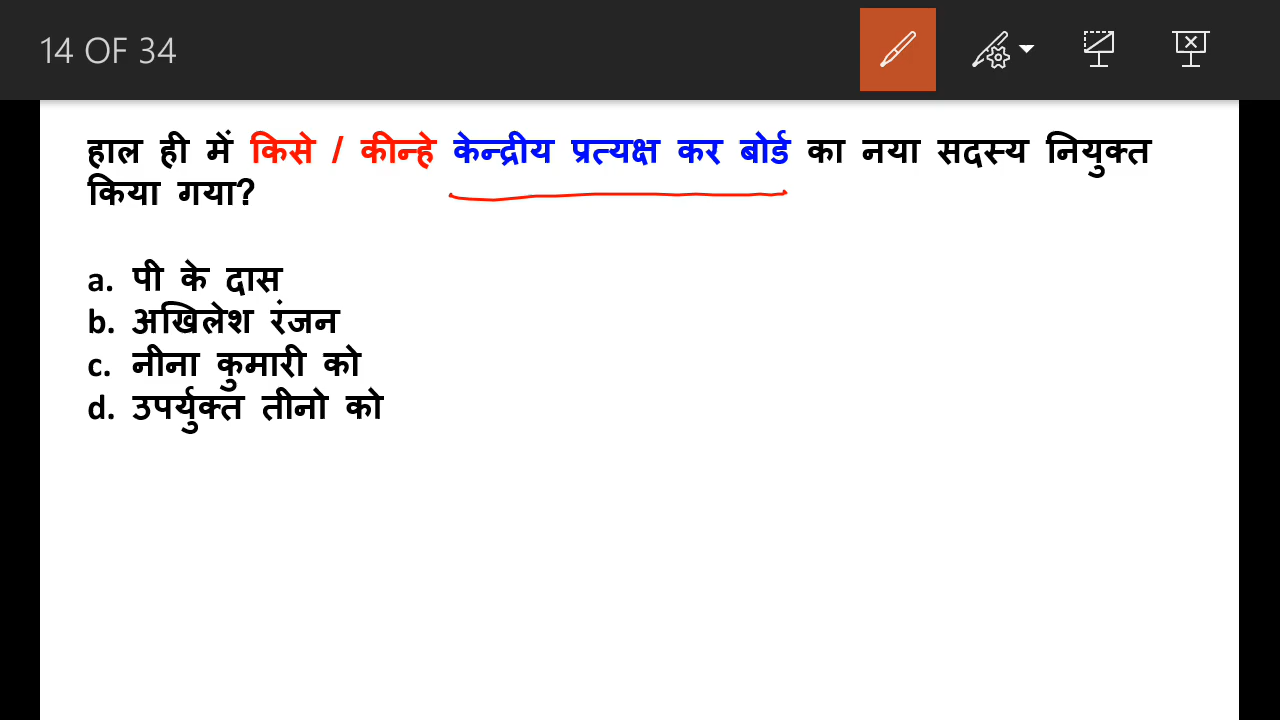 14 OF 34
हाल ही में किसे / कीन्हे केन्द्रीय प्रत्यक्ष कर बोर्ड का नया सदस्य नियुक्त
किया गया?
a. पी के दास
b. अखिलेश रंजन
c. नीना कुमारी को
d. उपर्युक्त तीनो को